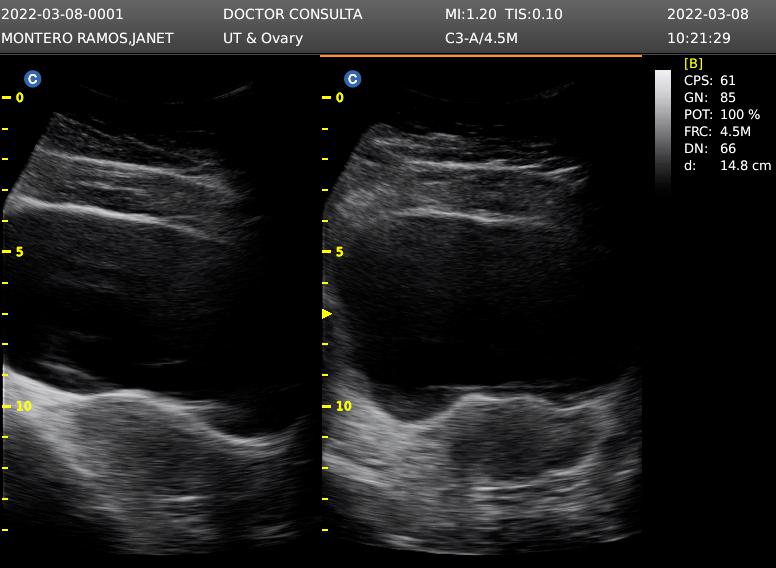 2022-03-08-0001 DOCTOR CONSULTA MI:1.20 TIS:0.10 2022-03-08
MONTERO RAMOS,JANET UT & Ovary C3-A/4.5M 10:21:29
C
C
[B]
CPS: 61
GN: 85
POT: 100 %
FRC: 4.5M
DN: 66
d: 14.8 cm
0
0
5
5
10
10